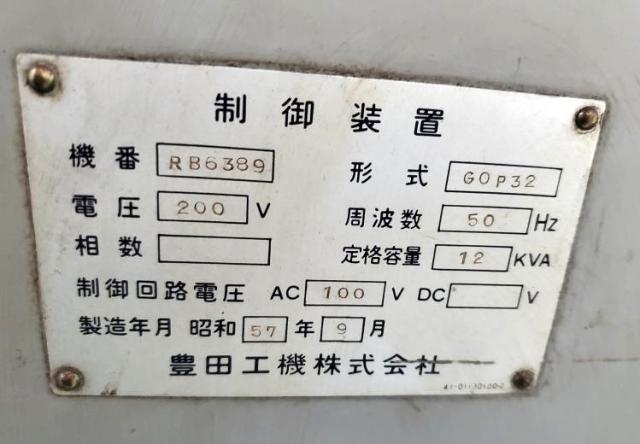 制御装置
機番 RB6389 形式 GOP32
電圧 200 V 周波数 50 Hz
相数 定格容量 12 KVA
制御回路電圧 AC 100 V DC V
製造年月 昭和 57 年 9 月
豊田工機株式会社